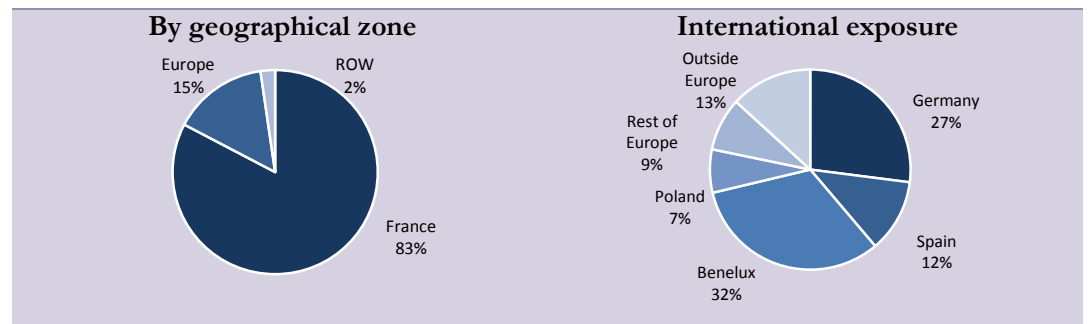 By geographical zone
Europe
15%
ROW
2%
France
83%
International exposure
Outside
Europe
13%
Germany
27%
Rest of
Europe
9%
Poland
7%
Spain
12%
Benelux
32%